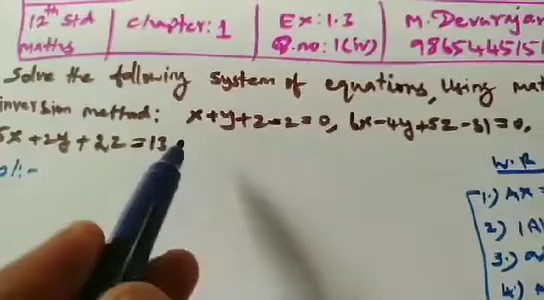 12th Std
Maths
Chapter: 1
Ex: 1.3
Q.no: 1(iv)
M. Devarajan
9865445151
Solve the following system of equations, using mat
inversion method: x+y+z-2=0, 6x-4y+5z-31=0,
5x+2y+2z=13.
ol:-
W.R
1.) AX =
2) |A|
3.) a
4.)